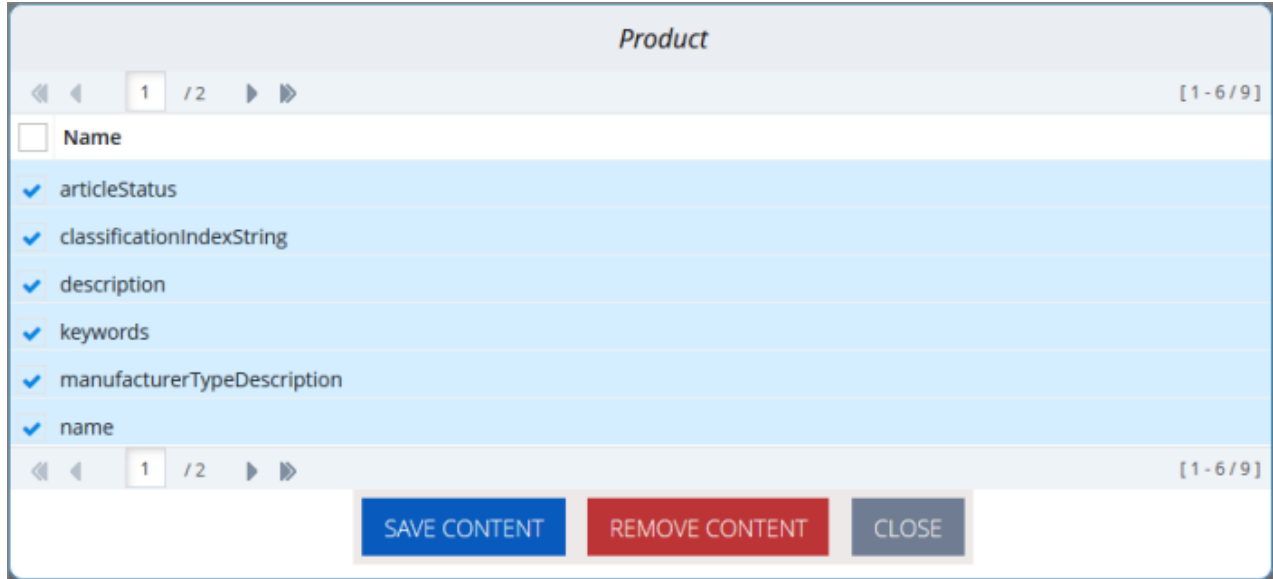 Product
1 / 2 [1-6/9]
Name
articleStatus
classificationIndexString
description
keywords
manufacturerTypeDescription
name
1 / 2 [1-6/9]
SAVE CONTENT REMOVE CONTENT CLOSE